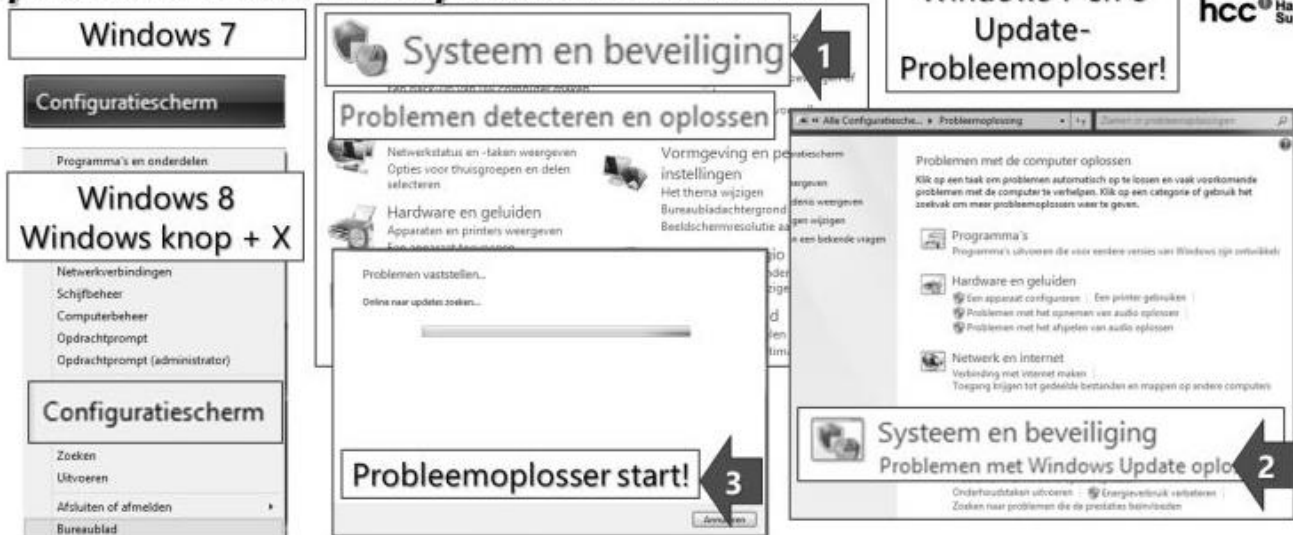 Windows 7
Configuratiescherm
Programma's en onderdelen
Windows 8
Windows knop + X
Netwerkverbindingen
Schijfbeheer
Computerbeheer
Opdrachtprompt
Opdrachtprompt (administrator)
Configuratiescherm
Zoeken
Uitvoeren
Afsluiten of afmelden
Bureaublad
Systeem en beveiliging
1
Problemen detecteren en oplossen
Netwerkstatus en -taken weergeven
Opties voor thuisgroepen en delen
selecteren
Hardware en geluiden
Apparaten en printers weergeven
Vormgeving en
instellingen
Het thema wijzigen
Bureaubladachtergrond
Beeldschermresolutie
Problemen vaststellen...
Online naar updates zoeken...
Probleemoplosser start!
3
Update-
Probleemoplosser!
hcc
Alle Configuratiesche... Probleemoplossing
Zoeken in probleemoplossingen
Problemen met de computer oplossen
Klik op een taak om problemen automatisch op te lossen en vaak voorkomende
problemen met de computer te verhelpen. Klik op een categorie of gebruik het
zoekvak om meer probleemoplossers weer te geven.
Programma's
Programma's uitvoeren die voor eerdere versies van Windows zijn ontwikkeld
Hardware en geluiden
Een apparaat configureren Een printer gebruiken
Problemen met het opnemen van audio oplossen
Problemen met het afspelen van audio oplossen
Netwerk en internet
Verbinding met internet maken
Toegang krijgen tot gedeelde bestanden en mappen op andere computers
Systeem en beveiliging
Problemen met Windows Update
2
Onderhoudstaken uitvoeren Energieverbruik verbeteren
Zoeken naar problemen die de prestaties beïnvloeden